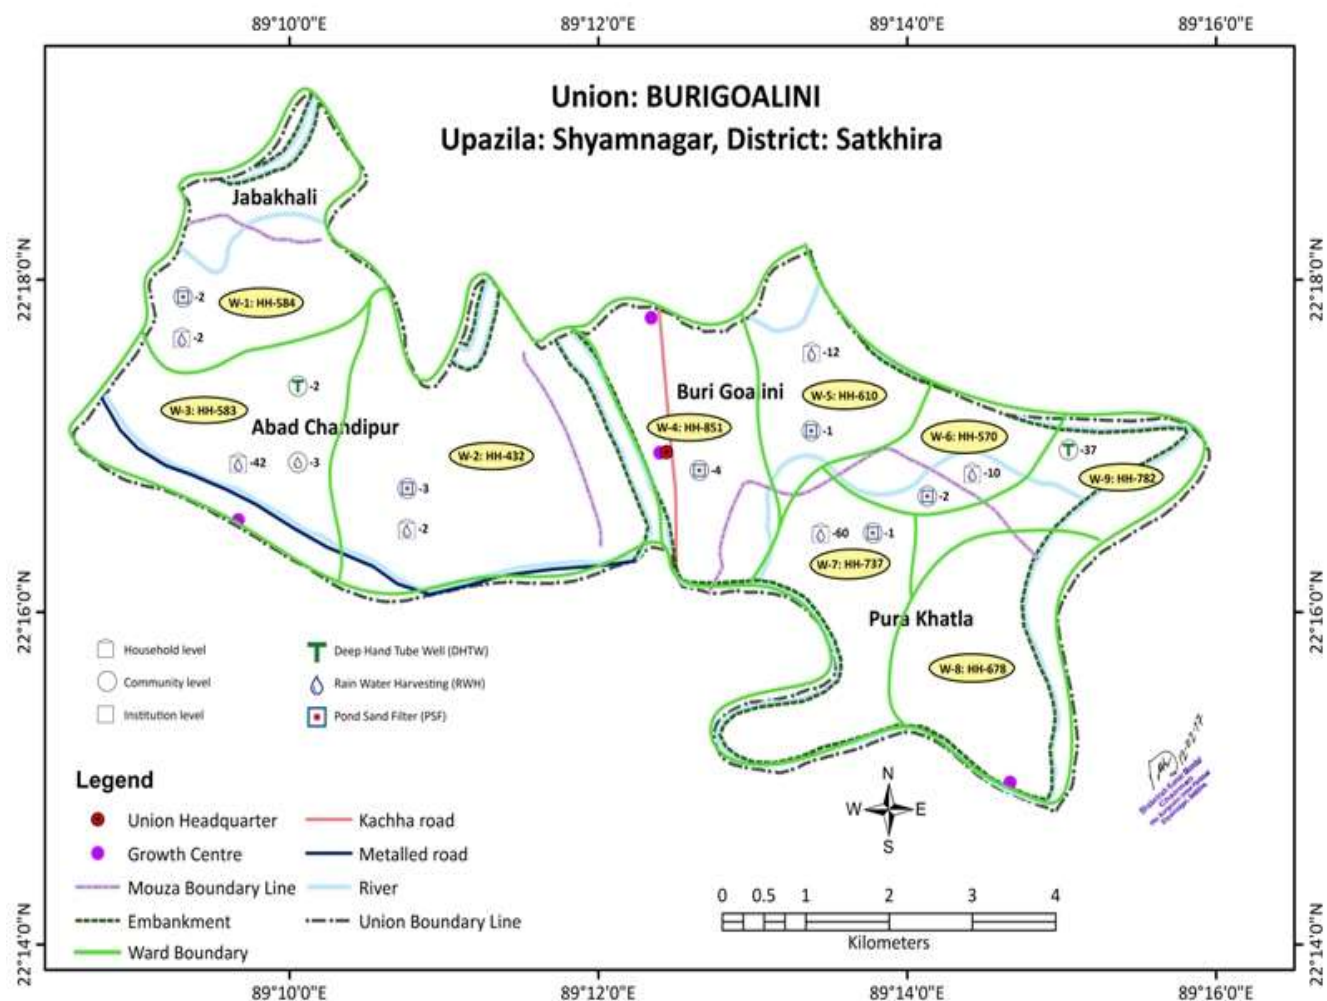 89°10'0"E 89°12'0"E 89°14'0"E 89°16'0"E
Union: BURIGOALINI
Upazila: Shyamnagar, District: Satkhira
Jabakhali
22°18'0"N 22°18'0"N
-2
W-1: HH-584
-2
-12
-2
Buri Goalini
W-5: HH-610
W-3: HH-583
Abad Chandipur
W-4: HH-851
-1
W-6: HH-570
-37
W-2: HH-432
-42
-3
-4
-10
W-9: HH-782
-3
-2
-2
-60
-1
W-7: HH-737
22°16'0"N 22°16'0"N
Pura Khatla
W-8: HH-678
Household level
Deep Hand Tube Well (DHTW)
Community level
Rain Water Harvesting (RWH)
Institution level
Pond Sand Filter (PSF)
Legend
Union Headquarter
Kachha road
Growth Centre
Metalled road
Mouza Boundary Line
River
Embankment
Union Boundary Line
Ward Boundary
N
W E
S
0 0.5 1 2 3 4
Kilometers
22°14'0"N 22°14'0"N
89°10'0"E 89°12'0"E 89°14'0"E 89°16'0"E